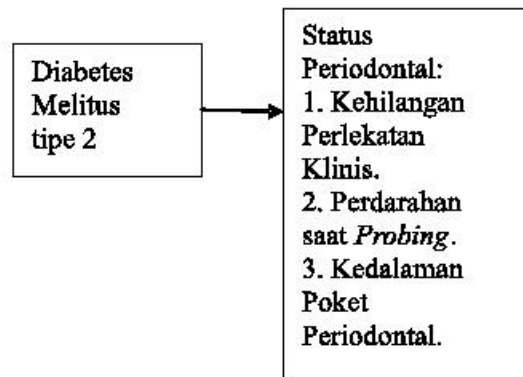 Diabetes
Melitus
tipe 2
Status
Periodontal:
1. Kehilangan
Perlekatan
Klinis.
2. Perdarahan
saat Probing.
3. Kedalaman
Poket
Periodontal.